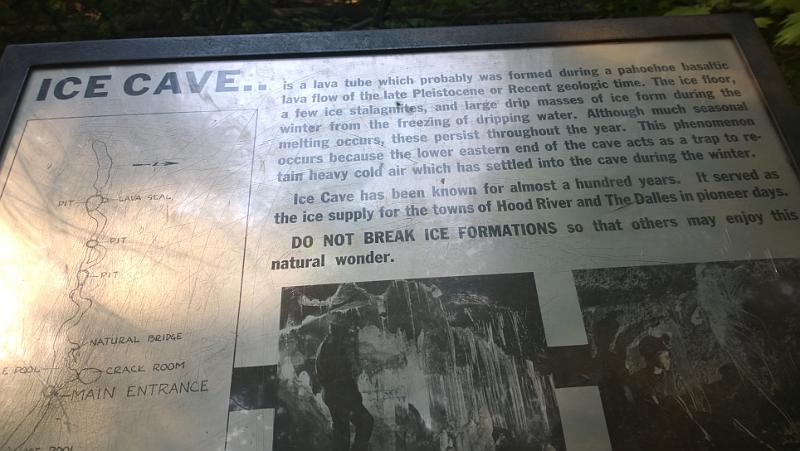 ICE CAVE..
is a lava tube which probably was formed during a pahoehoe basaltic
lava flow of the late Pleistocene or Recent geologic time. The ice floor,
a few ice stalagmites, and large drip masses of ice form during the
winter from the freezing of dripping water. Although much seasonal
melting occurs, these persist throughout the year. This phenomenon
occurs because the lower eastern end of the cave acts as a trap to re-
tain heavy cold air which has settled into the cave during the winter.
Ice Cave has been known for almost a hundred years. It served as
the ice supply for the towns of Hood River and The Dalles in pioneer days.
DO NOT BREAK ICE FORMATIONS so that others may enjoy this
natural wonder.
PIT
LAVA SEAL
PIT
PIT
NATURAL BRIDGE
POOL
CRACK ROOM
MAIN ENTRANCE
POOL